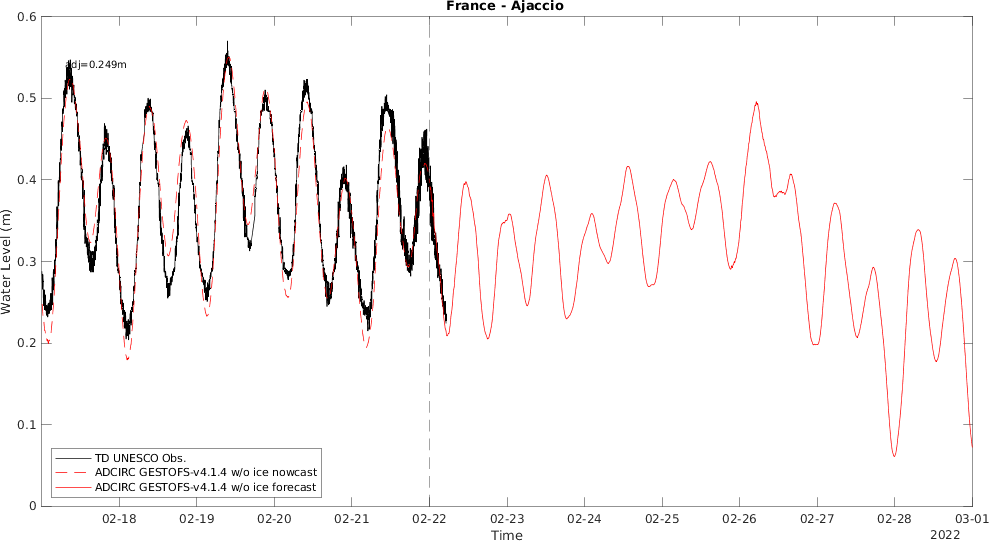 France - Ajaccio
0.6
0.5
0.4
0.3
0.2
0.1
0
Water Level (m)
adj=0.249m
TD UNESCO Obs.
ADCIRC GESTOFS-v4.1.4 w/o ice nowcast
ADCIRC GESTOFS-v4.1.4 w/o ice forecast
02-18 02-19 02-20 02-21 02-22 02-23 02-24 02-25 02-26 02-27 02-28 03-01
Time
2022